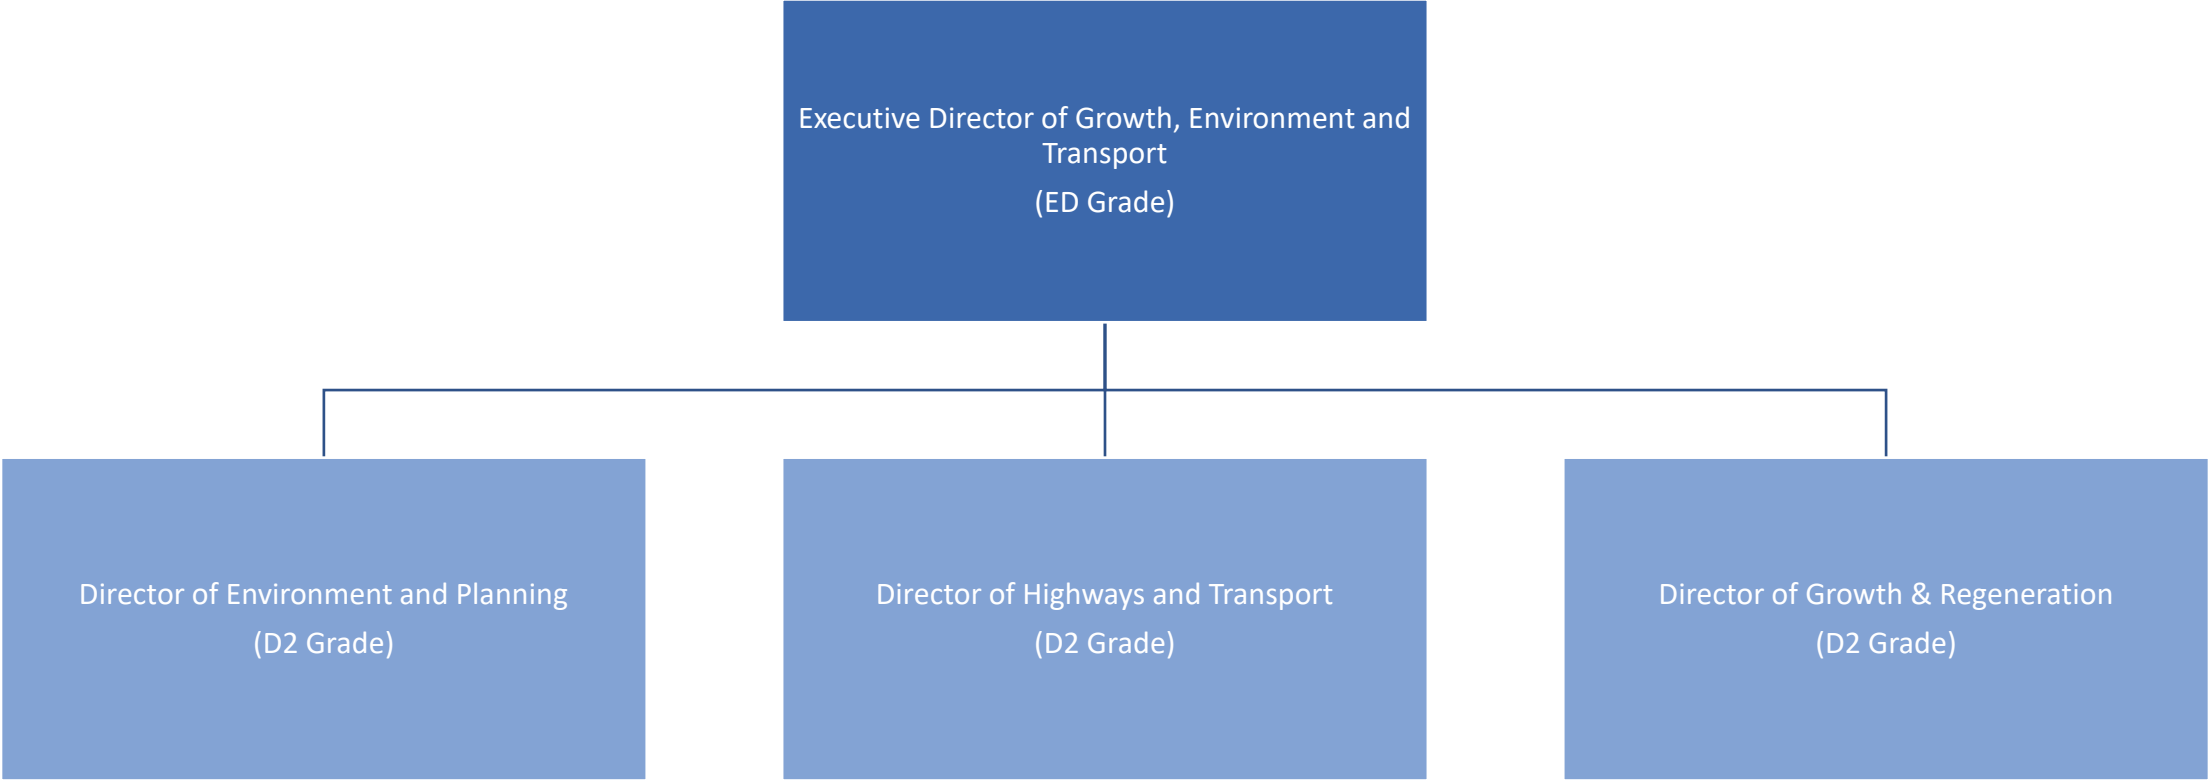 Executive Director of Growth, Environment and
Transport
(ED Grade)
Director of Environment and Planning
(D2 Grade)
Director of Highways and Transport
(D2 Grade)
Director of Growth & Regeneration
(D2 Grade)